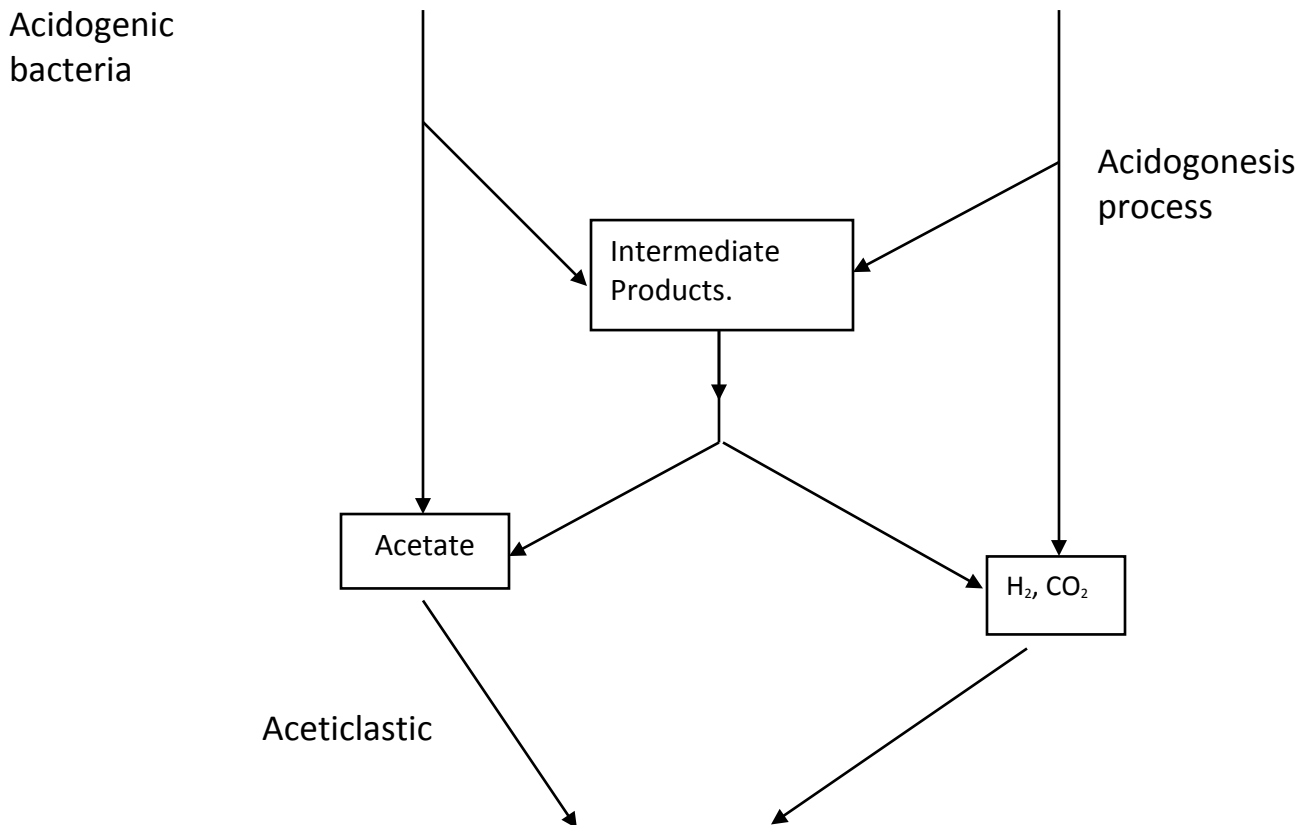 Acidogenic
bacteria
Acidogonesis
process
Intermediate
Products.
Acetate
H₂, CO₂
Aceticlastic